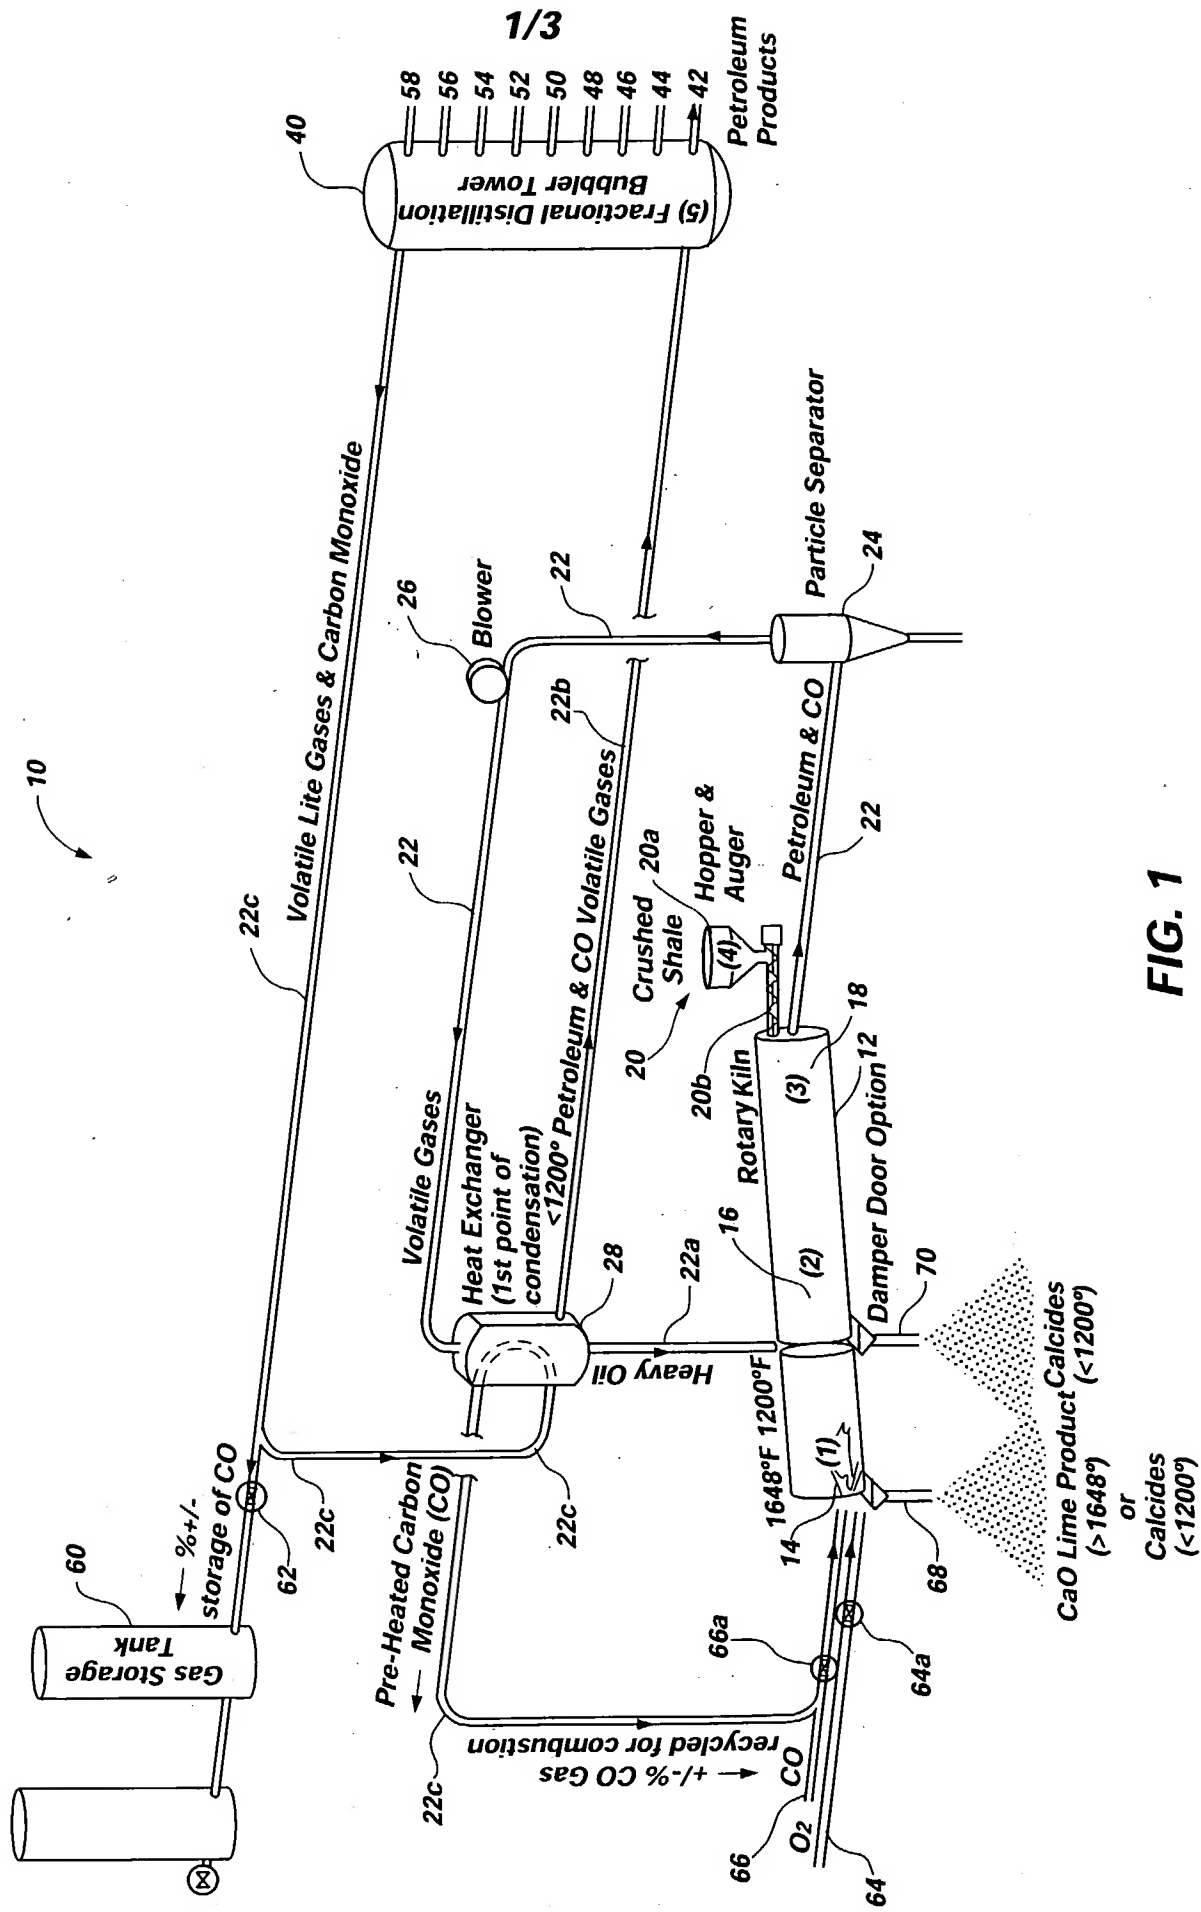 1/3
10
40
58
56
54
52
50
48
46
44
42
Petroleum
Products
(5) Fractional Distillation
Bubbler Tower
Volatile Lite Gases & Carbon Monoxide
22c
60
Gas Storage
Tank
%+/-
storage of CO
62
22c
26
Blower
22
22
Volatile Gases
Heat Exchanger
(1st point of
condensation)
<1200° Petroleum & CO Volatile Gases
22b
28
22a
Heavy Oil
22c
Pre-Heated Carbon
Monoxide (CO)
22c
+/-% CO Gas
recycled for combustion
Particle Separator
24
Petroleum & CO
22
Crushed
Shale
Hopper &
Auger
20
20a
20b
(4)
Rotary Kiln
16
(3)
18
12
(2)
Damper Door Option
70
1648°F 1200°F
14
(1)
68
66a
64a
CO
66
O2
64
CaO Lime Product
(>1648°)
or
Calcides
(<1200°)
Calcides
(<1200°)
FIG. 1